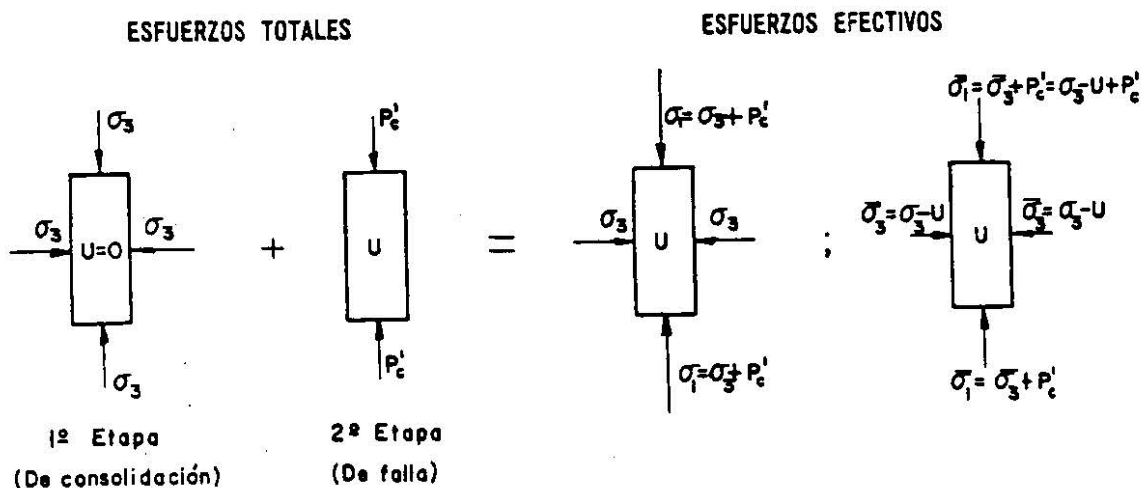 ESFUERZOS TOTALES
ESFUERZOS EFECTIVOS
σ₃
σ₃
U=O
σ₃
σ₃
1ª Etapa
(De consolidación)
+
P'c
U
P'c
2ª Etapa
(De falla)
=
σ₁=σ₃+P'c
σ₃
U
σ₃
σ₁=σ₃+P'c
;
σ̄₁=σ̄₃+P'c=σ₃-U+P'c
σ̄₃=σ₃-U
U
σ̄₃=σ₃-U
σ̄₁=σ̄₃+P'c